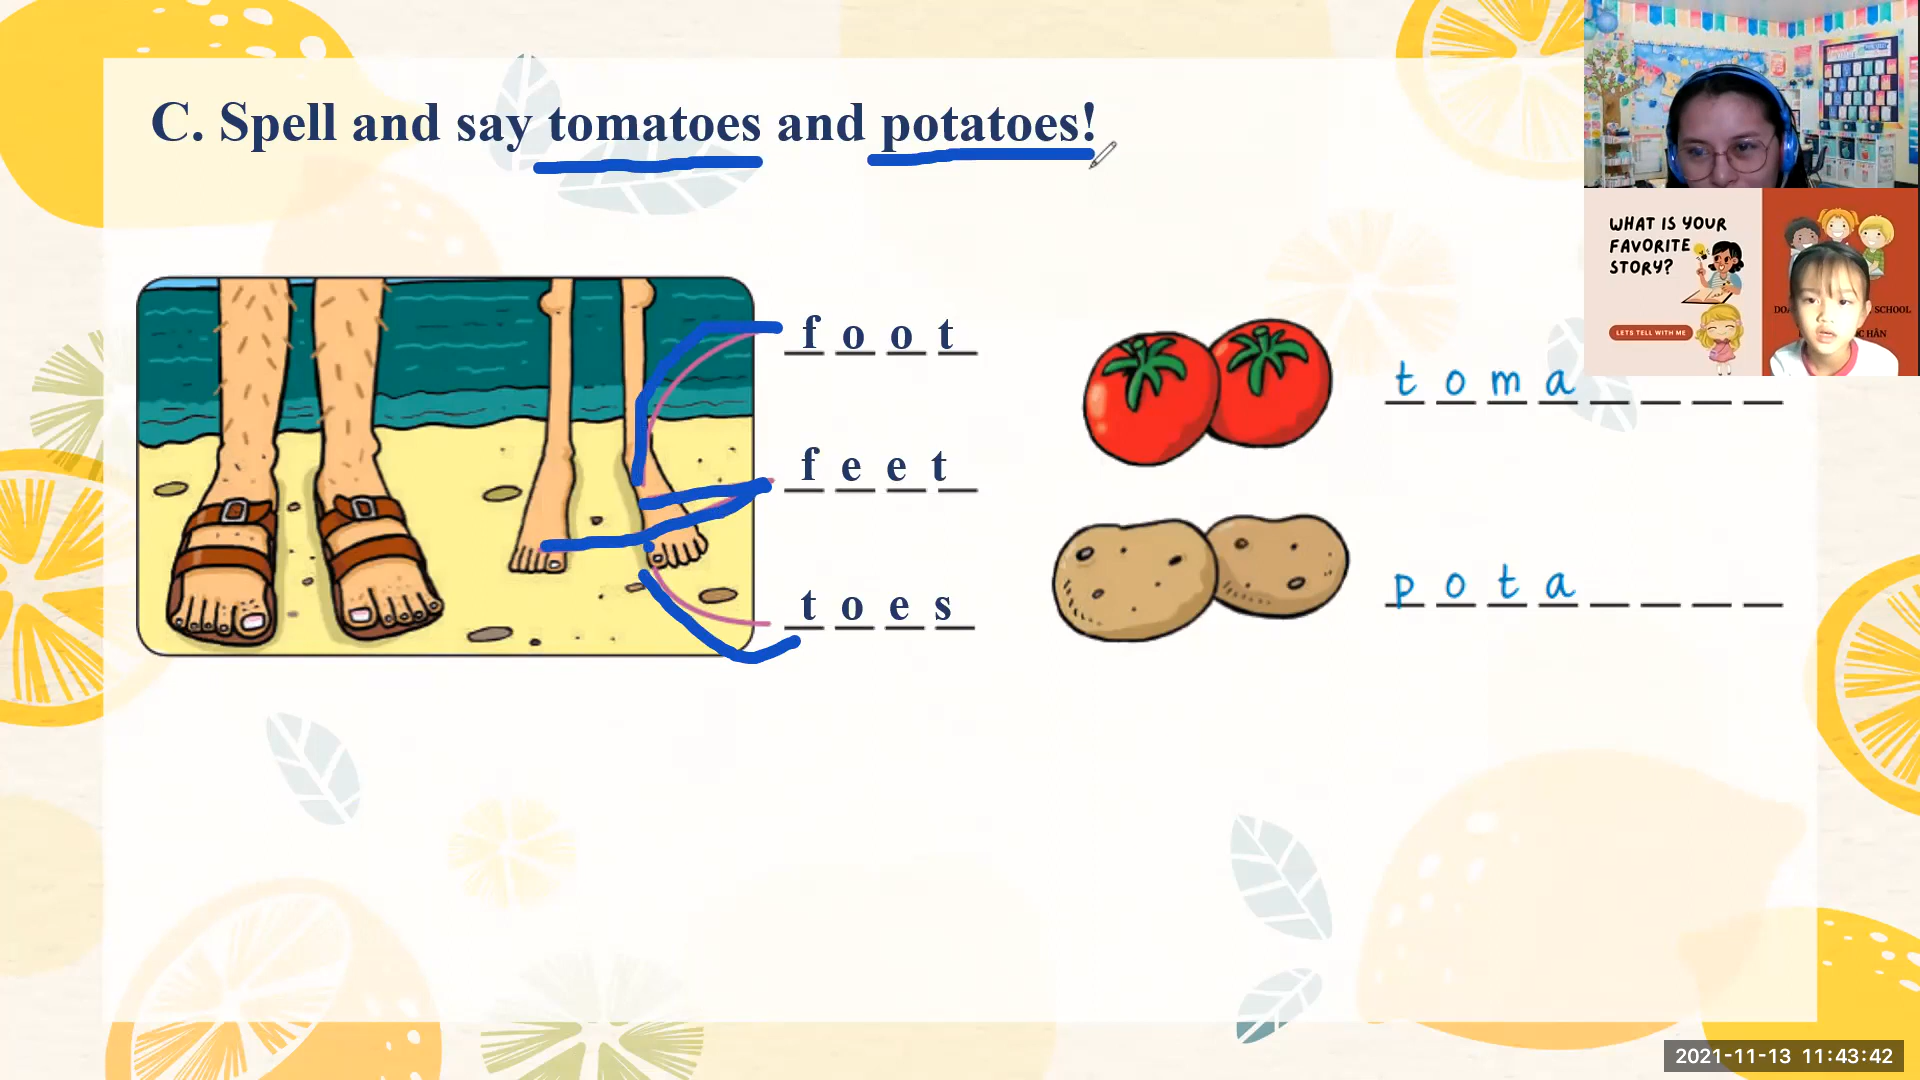 C. Spell and say tomatoes and potatoes!
WHAT IS YOUR
FAVORITE
STORY?
LETS TELL WITH ME
SCHOOL
f o o t
f e e t
t o e s
t o m a _ _ _ _
p o t a _ _ _ _
2021-11-13 11:43:42